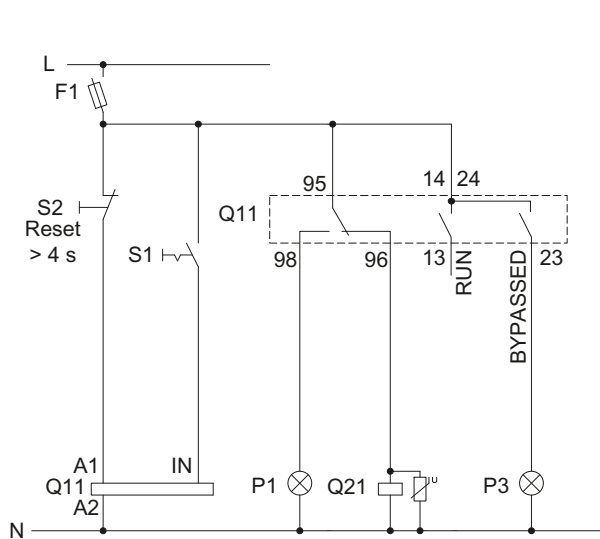 L
F1
95
14 24
S2
Reset
> 4 s
Q11
S1
98
96
13
RUN
BYPASSED
23
A1
IN
Q11
A2
P1
Q21
U
P3
N